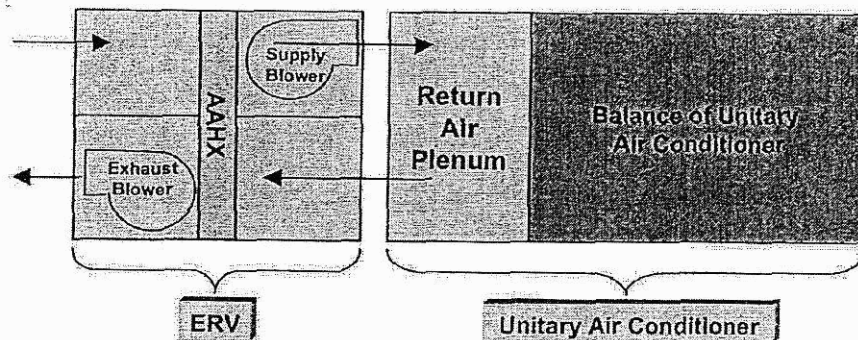 Supply
Blower
AAHX
Exhaust
Blower
Return
Air
Plenum
Balance of Unitary
Air Conditioner
ERV
Unitary Air Conditioner